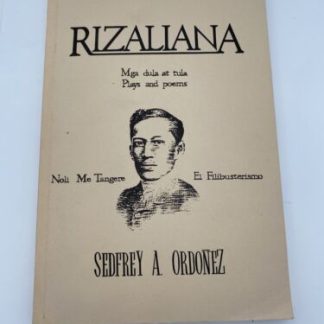 RIZALIANA
Mga dula at tula
Plays and poems
Noli Me Tangere
El Filibusterismo
SEDFREY A. ORDOÑEZ